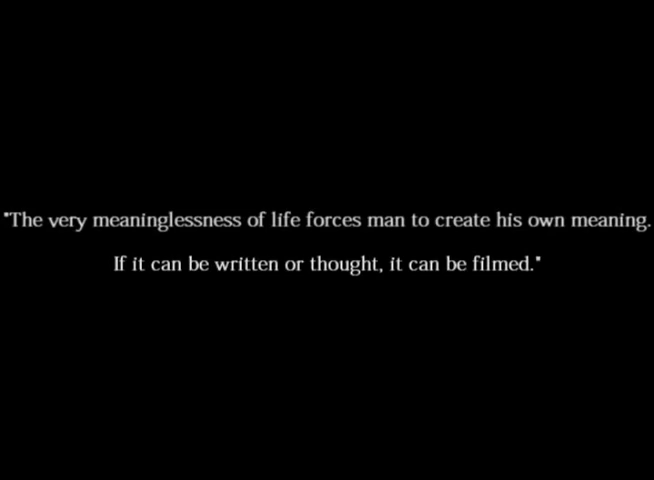 "The very meaninglessness of life forces man to create his own meaning.
If it can be written or thought, it can be filmed."